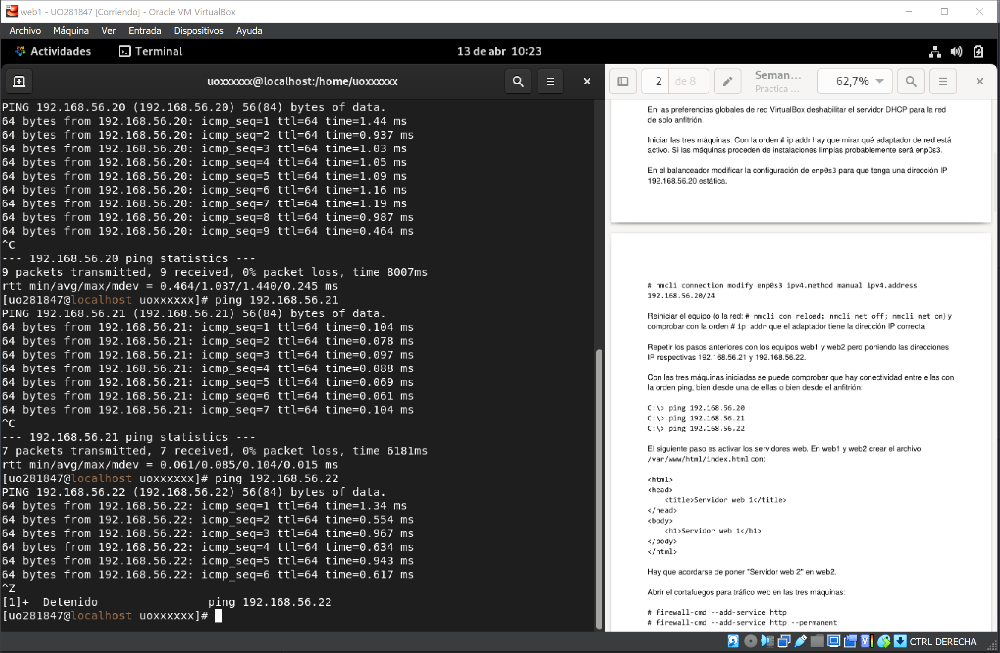 web1 - UO281847 [Corriendo] - Oracle VM VirtualBox
Archivo Máquina Ver Entrada Dispositivos Ayuda
Actividades Terminal 13 de abr 10:23
uoxxxxxx@localhost:/home/uoxxxxxx
PING 192.168.56.20 (192.168.56.20) 56(84) bytes of data.
64 bytes from 192.168.56.20: icmp_seq=1 ttl=64 time=1.44 ms
64 bytes from 192.168.56.20: icmp_seq=2 ttl=64 time=0.937 ms
64 bytes from 192.168.56.20: icmp_seq=3 ttl=64 time=1.03 ms
64 bytes from 192.168.56.20: icmp_seq=4 ttl=64 time=1.05 ms
64 bytes from 192.168.56.20: icmp_seq=5 ttl=64 time=1.09 ms
64 bytes from 192.168.56.20: icmp_seq=6 ttl=64 time=1.16 ms
64 bytes from 192.168.56.20: icmp_seq=7 ttl=64 time=1.19 ms
64 bytes from 192.168.56.20: icmp_seq=8 ttl=64 time=0.987 ms
64 bytes from 192.168.56.20: icmp_seq=9 ttl=64 time=0.464 ms
^C
--- 192.168.56.20 ping statistics ---
9 packets transmitted, 9 received, 0% packet loss, time 8007ms
rtt min/avg/max/mdev = 0.464/1.037/1.440/0.245 ms
[uo281847@localhost uoxxxxxx]# ping 192.168.56.21
PING 192.168.56.21 (192.168.56.21) 56(84) bytes of data.
64 bytes from 192.168.56.21: icmp_seq=1 ttl=64 time=0.104 ms
64 bytes from 192.168.56.21: icmp_seq=2 ttl=64 time=0.078 ms
64 bytes from 192.168.56.21: icmp_seq=3 ttl=64 time=0.097 ms
64 bytes from 192.168.56.21: icmp_seq=4 ttl=64 time=0.088 ms
64 bytes from 192.168.56.21: icmp_seq=5 ttl=64 time=0.069 ms
64 bytes from 192.168.56.21: icmp_seq=6 ttl=64 time=0.061 ms
64 bytes from 192.168.56.21: icmp_seq=7 ttl=64 time=0.104 ms
^C
--- 192.168.56.21 ping statistics ---
7 packets transmitted, 7 received, 0% packet loss, time 6181ms
rtt min/avg/max/mdev = 0.061/0.085/0.104/0.015 ms
[uo281847@localhost uoxxxxxx]# ping 192.168.56.22
PING 192.168.56.22 (192.168.56.22) 56(84) bytes of data.
64 bytes from 192.168.56.22: icmp_seq=1 ttl=64 time=1.34 ms
64 bytes from 192.168.56.22: icmp_seq=2 ttl=64 time=0.554 ms
64 bytes from 192.168.56.22: icmp_seq=3 ttl=64 time=0.967 ms
64 bytes from 192.168.56.22: icmp_seq=4 ttl=64 time=0.634 ms
64 bytes from 192.168.56.22: icmp_seq=5 ttl=64 time=0.943 ms
64 bytes from 192.168.56.22: icmp_seq=6 ttl=64 time=0.617 ms
^Z
[1]+ Detenido ping 192.168.56.22
[uo281847@localhost uoxxxxxx]#
2 de 8 Seman... 62,7%
Practica ...
En las preferencias globales de red VirtualBox deshabilitar el servidor DHCP para la red
de solo anfitrión.
Iniciar las tres máquinas. Con la orden # ip addr hay que mirar qué adaptador de red está
activo. Si las máquinas proceden de instalaciones limpias probablemente será enp0s3.
En el balanceador modificar la configuración de enp0s3 para que tenga una dirección IP
192.168.56.20 estática.
# nmcli connection modify enp0s3 ipv4.method manual ipv4.address
192.168.56.20/24
Reiniciar el equipo (o la red: # nmcli con reload; nmcli net off; nmcli net on) y
comprobar con la orden # ip addr que el adaptador tiene la dirección IP correcta.
Repetir los pasos anteriores con los equipos web1 y web2 pero poniendo las direcciones
IP respectivas 192.168.56.21 y 192.168.56.22.
Con las tres máquinas iniciadas se puede comprobar que hay conectividad entre ellas con
la orden ping, bien desde una de ellas o bien desde el anfitrión:
C:\> ping 192.168.56.20
C:\> ping 192.168.56.21
C:\> ping 192.168.56.22
El siguiente paso es activar los servidores web. En web1 y web2 crear el archivo
/var/www/html/index.html con:
<html>
<head>
<title>Servidor web 1</title>
</head>
<body>
<h1>Servidor web 1</h1>
</body>
</html>
Hay que acordarse de poner "Servidor web 2" en web2.
Abrir el cortafuegos para tráfico web en las tres máquinas:
# firewall-cmd --add-service http
# firewall-cmd --add-service http --permanent
CTRL DERECHA